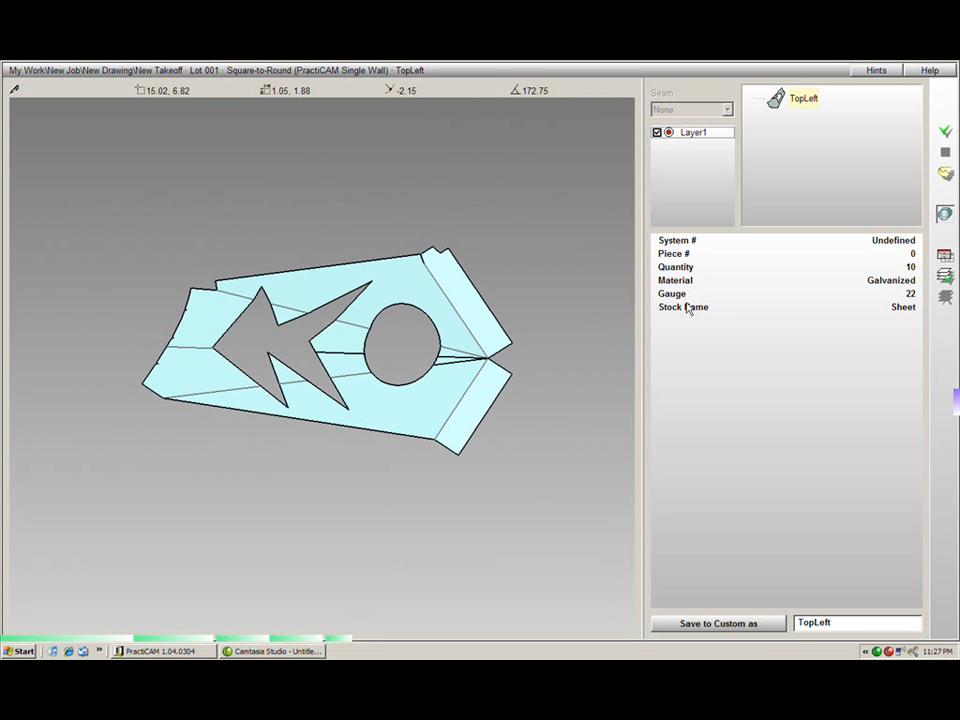 My Work\New Job\New Drawing\New Takeoff - Lot 001 - Square-to-Round (PractiCAM Single Wall) - TopLeft
Hints
Help
15.02, 6.82
1.05, 1.88
-2.15
172.75
Seam
None
TopLeft
Layer1
System # Undefined
Piece # 0
Quantity 10
Material Galvanized
Gauge 22
Stock Name Sheet
Save to Custom as
TopLeft
Start
»
PractiCAM 1.04.0304
Camtasia Studio - Untitle...
«
11:27 PM